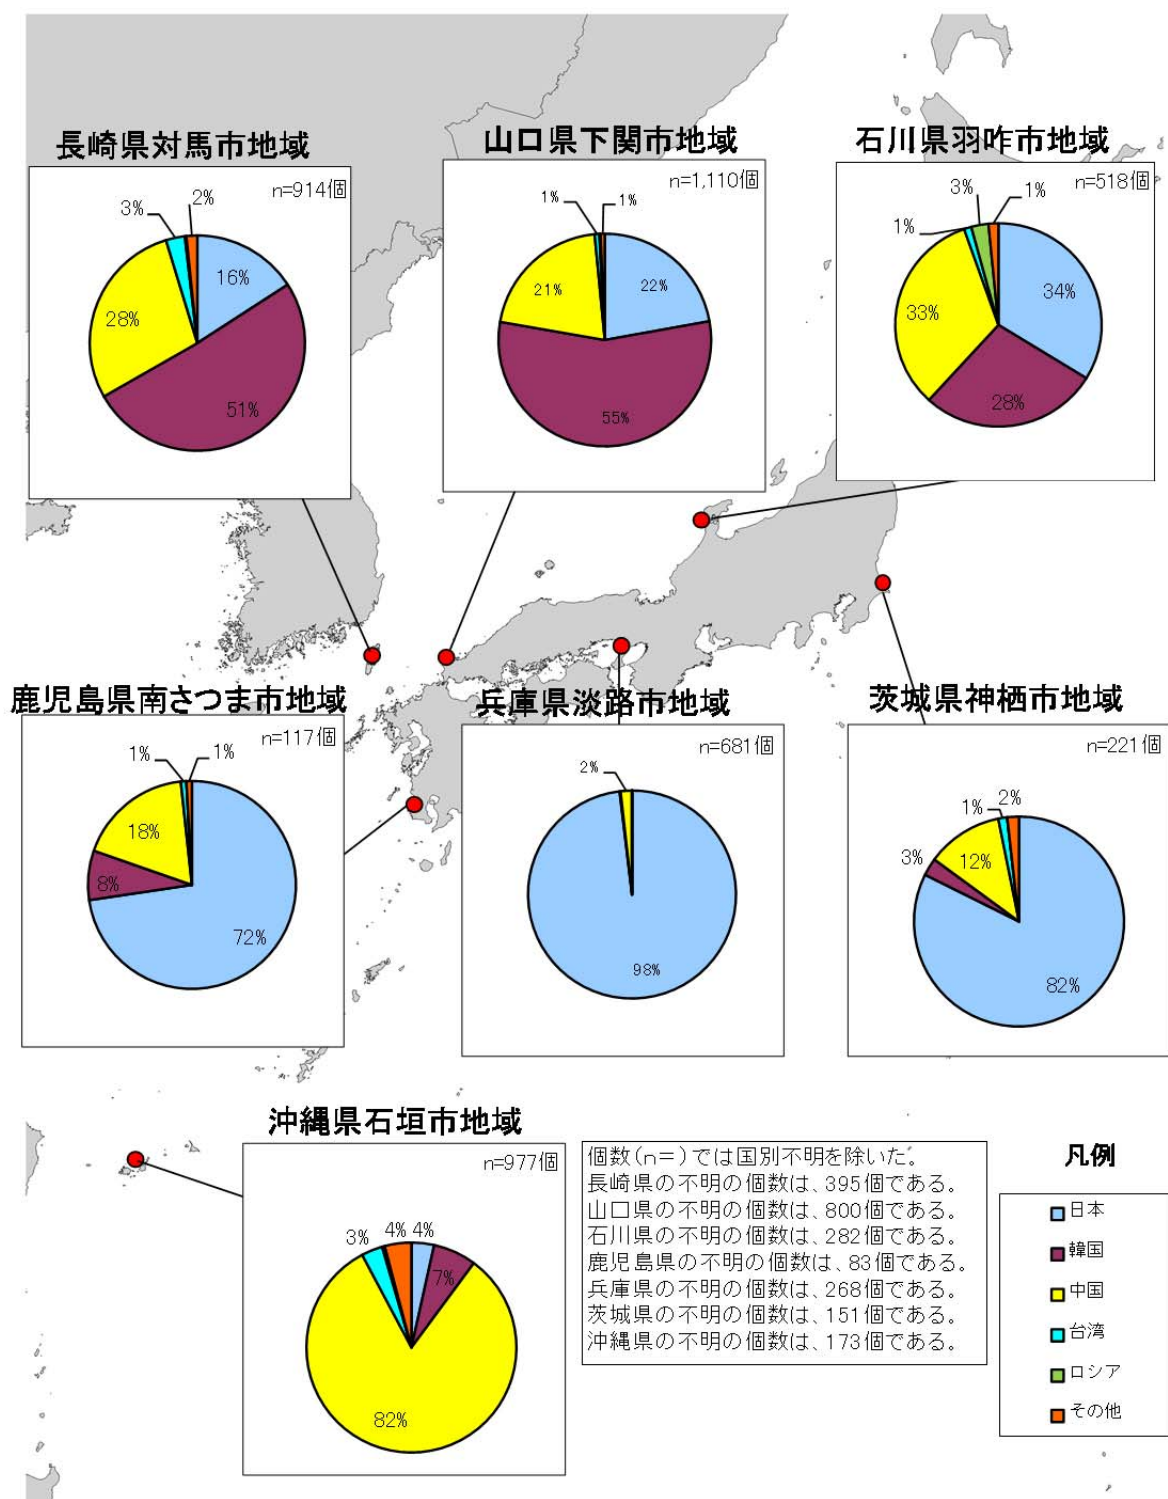 長崎県対馬市地域
n=914個
3%
2%
16%
28%
51%
山口県下関市地域
n=1,110個
1%
1%
22%
21%
55%
石川県羽咋市地域
n=518個
3%
1%
1%
34%
33%
28%
鹿児島県南さつま市地域
n=117個
1%
1%
18%
8%
72%
兵庫県淡路市地域
n=681個
2%
98%
茨城県神栖市地域
n=221個
1%
2%
3%
12%
82%
沖縄県石垣市地域
n=977個
3%
4%
4%
7%
82%
個数(n=)では国別不明を除いた。
長崎県の不明の個数は、395個である。
山口県の不明の個数は、800個である。
石川県の不明の個数は、282個である。
鹿児島県の不明の個数は、83個である。
兵庫県の不明の個数は、268個である。
茨城県の不明の個数は、151個である。
沖縄県の不明の個数は、173個である。
凡例
日本
韓国
中国
台湾
ロシア
その他